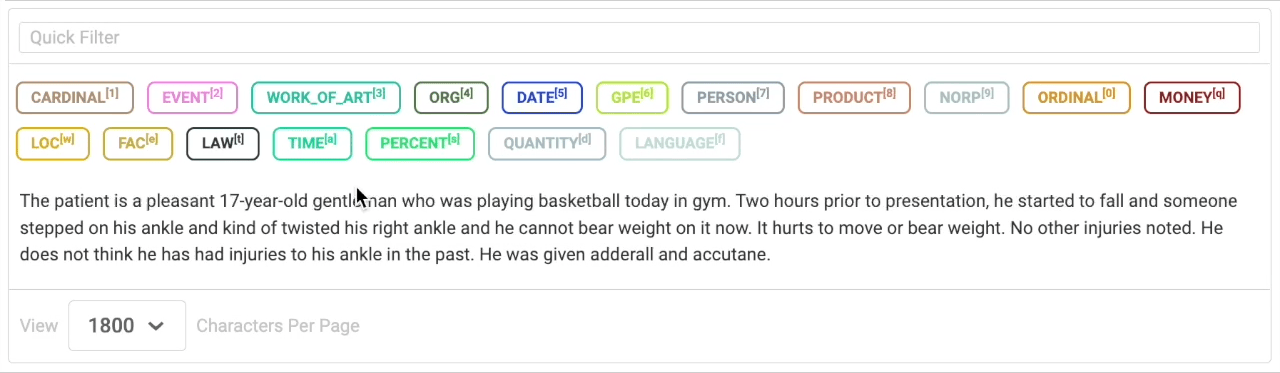 Quick Filter
CARDINAL[1] EVENT[2] WORK_OF_ART[3] ORG[4] DATE[5] GPE[6] PERSON[7] PRODUCT[8] NORP[9] ORDINAL[0] MONEY[q]
LOC[w] FAC[e] LAW[t] TIME[a] PERCENT[s] QUANTITY[d] LANGUAGE[f]
The patient is a pleasant 17-year-old gentleman who was playing basketball today in gym. Two hours prior to presentation, he started to fall and someone
stepped on his ankle and kind of twisted his right ankle and he cannot bear weight on it now. It hurts to move or bear weight. No other injuries noted. He
does not think he has had injuries to his ankle in the past. He was given adderall and accutane.
View 1800 Characters Per Page